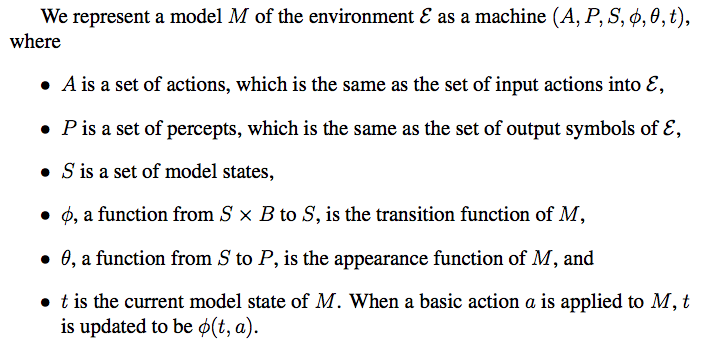 We represent a model M of the environment ℰ as a machine (A, P, S, ϕ, θ, t),
where
• A is a set of actions, which is the same as the set of input actions into ℰ,
• P is a set of percepts, which is the same as the set of output symbols of ℰ,
• S is a set of model states,
• ϕ, a function from S × B to S, is the transition function of M,
• θ, a function from S to P, is the appearance function of M, and
• t is the current model state of M. When a basic action a is applied to M, t
is updated to be ϕ(t, a).